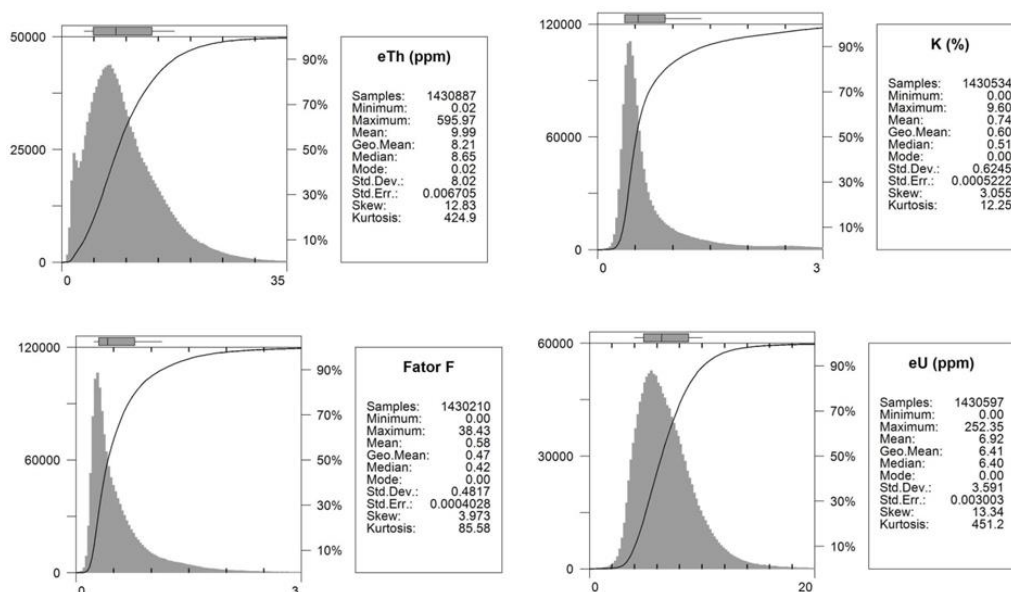 50000
25000
0
0 35
90%
70%
50%
30%
10%
eTh (ppm)
Samples: 1430887
Minimum: 0.02
Maximum: 595.97
Mean: 9.99
Geo.Mean: 8.21
Median: 8.65
Mode: 0.02
Std.Dev.: 8.02
Std.Err.: 0.006705
Skew: 12.83
Kurtosis: 424.9
120000
60000
0
0 3
90%
70%
50%
30%
10%
K (%)
Samples: 1430534
Minimum: 0.00
Maximum: 9.60
Mean: 0.74
Geo.Mean: 0.60
Median: 0.51
Mode: 0.00
Std.Dev.: 0.6245
Std.Err.: 0.0005222
Skew: 3.055
Kurtosis: 12.25
120000
60000
0
0 3
90%
70%
50%
30%
10%
Fator F
Samples: 1430210
Minimum: 0.00
Maximum: 38.43
Mean: 0.58
Geo.Mean: 0.47
Median: 0.42
Mode: 0.00
Std.Dev.: 0.4817
Std.Err.: 0.0004028
Skew: 3.973
Kurtosis: 85.58
60000
30000
0
0 20
90%
70%
50%
30%
10%
eU (ppm)
Samples: 1430597
Minimum: 0.00
Maximum: 252.35
Mean: 6.92
Geo.Mean: 6.41
Median: 6.40
Mode: 0.00
Std.Dev.: 3.591
Std.Err.: 0.003003
Skew: 13.34
Kurtosis: 451.2